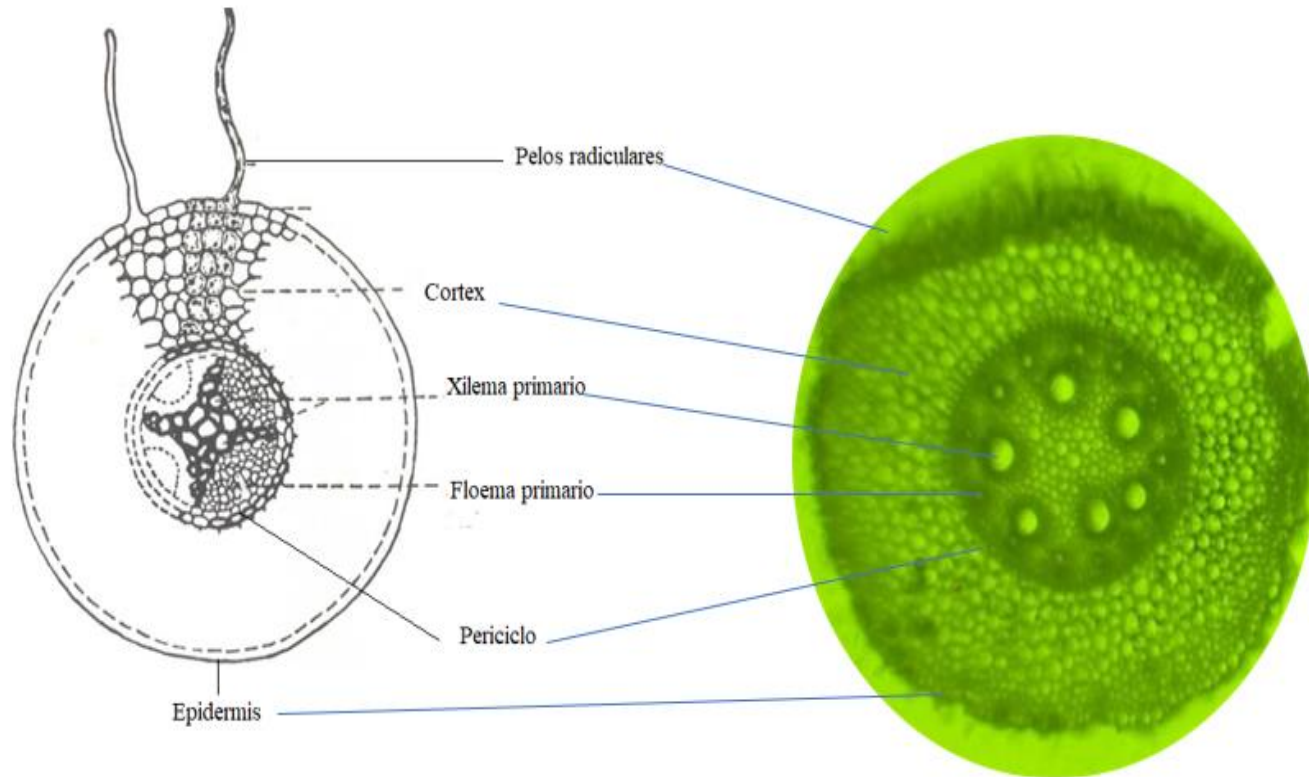 Pelos radiculares
Cortex
Xilema primario
Floema primario
Periciclo
Epidermis